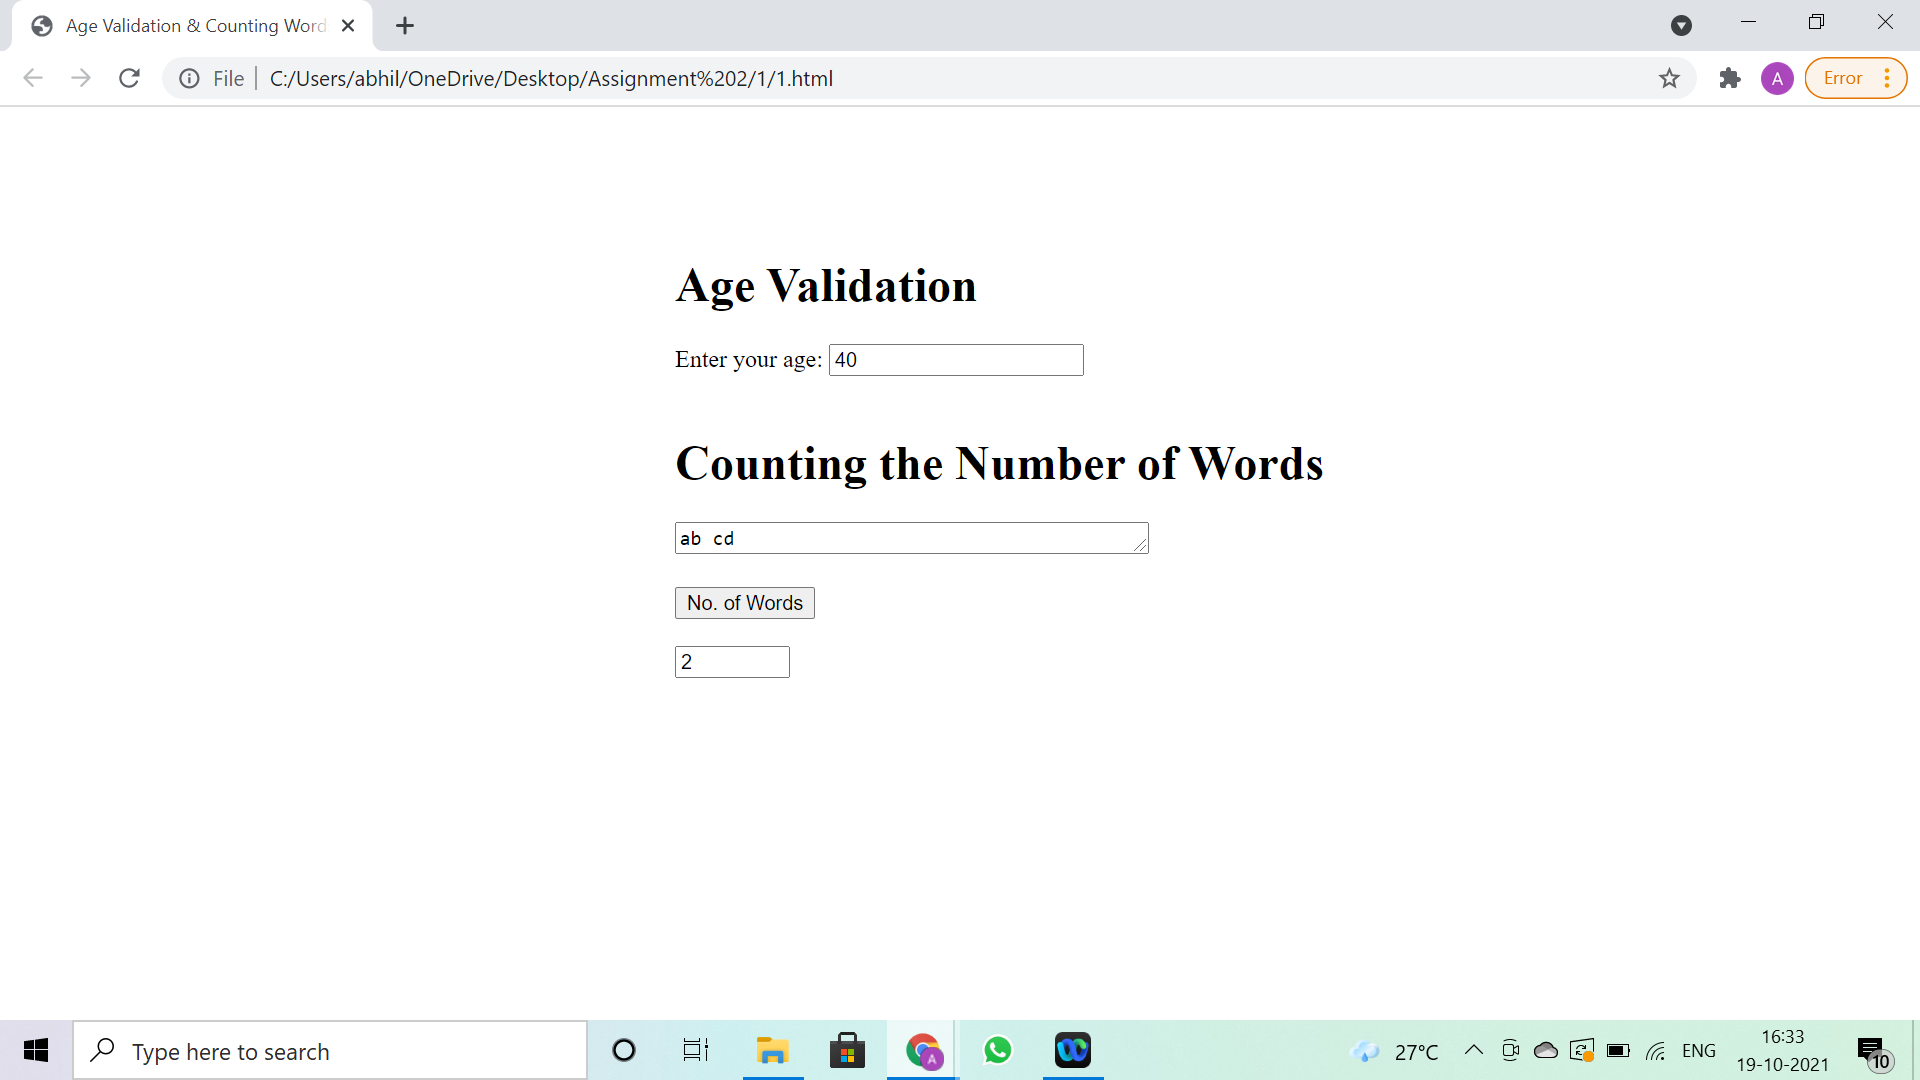 Age Validation & Counting Word
File C:/Users/abhil/OneDrive/Desktop/Assignment%202/1/1.html
A
Error
Age Validation
Enter your age: 40
Counting the Number of Words
ab cd
No. of Words
2
Type here to search
A
27°C
ENG
16:33
19-10-2021
10